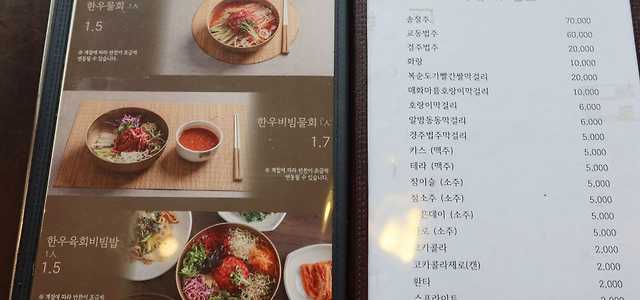 한우물회 1人
1.5
※ 계절에 따라 반찬이 조금씩
변동될 수 있습니다.
한우비빔물회 1人
1.7
※ 계절에 따라 반찬이 조금씩
변동될 수 있습니다.
한우육회비빔밥
1人
1.5
※ 계절에 따라 반찬이 조금씩
송정주 70,000
교동법주 60,000
경주법주 20,000
화랑 10,000
복순도가빨간쌀막걸리 20,000
매화마름호랑이막걸리 10,000
호랑이막걸리 6,000
알밤동동막걸리 6,000
경주법주막걸리 5,000
카스 (맥주) 5,000
테라 (맥주) 5,000
참이슬 (소주) 5,000
참소주 (소주) 5,000
데이 (소주) 5,000
로 (소주) 5,000
코카콜라 2,000
코카콜라제로(캔) 2,000
환타 2,000
스프라이트 2,000